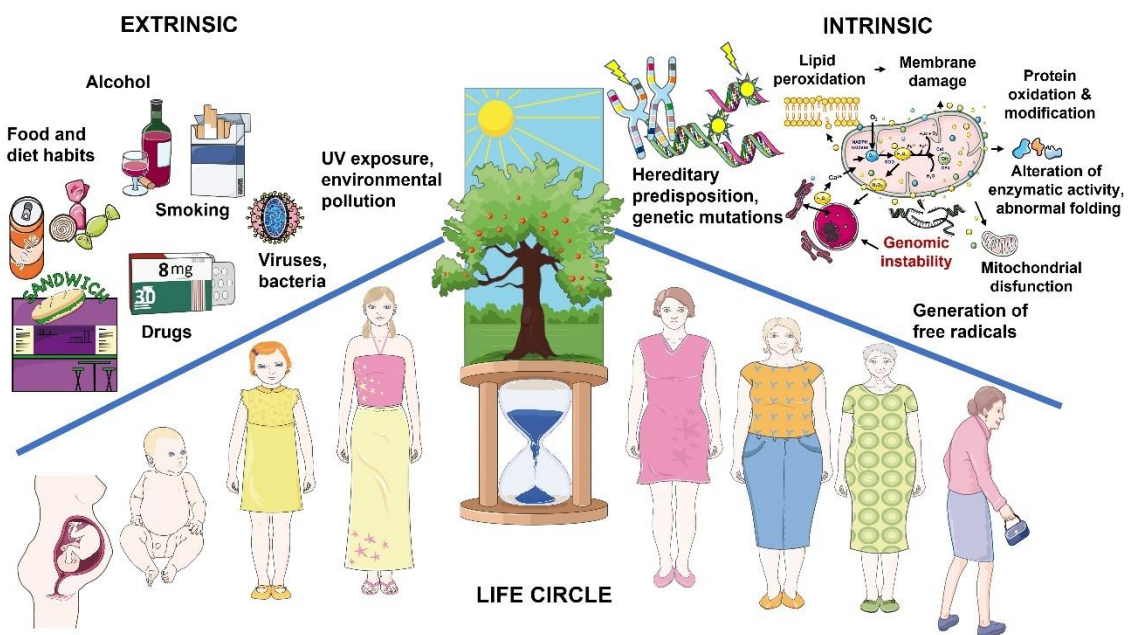 EXTRINSIC
INTRINSIC
Alcohol
Food and
diet habits
Smoking
UV exposure,
environmental
pollution
Viruses,
bacteria
8mg
3D
Drugs
SANDWICH
Hereditary
predisposition,
genetic mutations
Lipid
peroxidation
Membrane
damage
Protein
oxidation &
modification
Alteration of
enzymatic activity,
abnormal folding
Genomic
instability
Mitochondrial
disfunction
Generation of
free radicals
LIFE CIRCLE